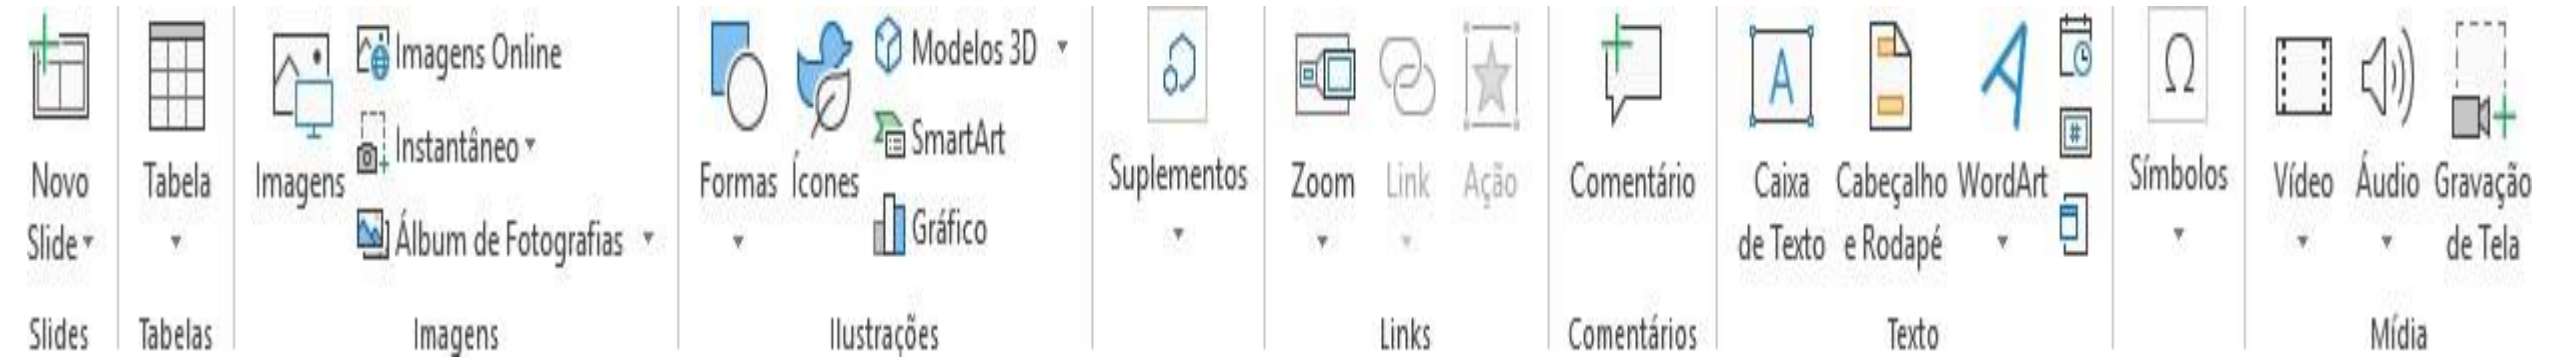 Novo
Slide
Slides
Tabela
Tabelas
Imagens
Imagens Online
Instantâneo
Álbum de Fotografias
Imagens
Formas
Ícones
Modelos 3D
SmartArt
Gráfico
Ilustrações
Suplementos
Zoom
Link
Ação
Links
Comentário
Comentários
A
Caixa
de Texto
Cabeçalho
e Rodapé
A
WordArt
#
Texto
Ω
Símbolos
Vídeo
Áudio
Gravação
de Tela
Mídia